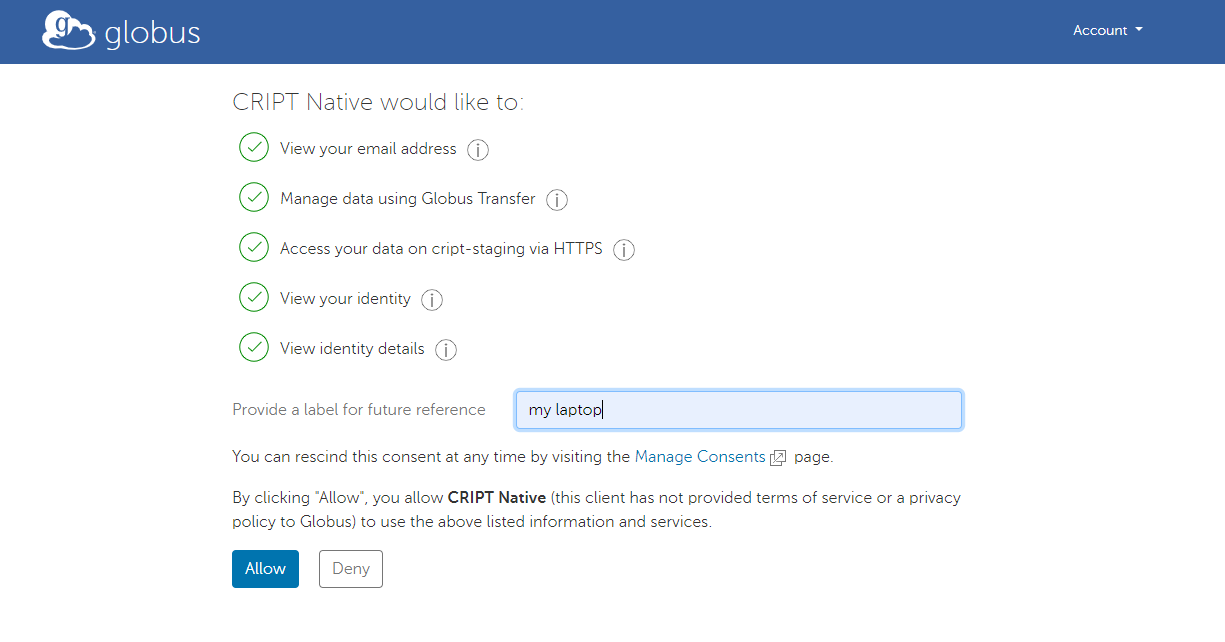 globus
Account
CRIPT Native would like to:
View your email address
Manage data using Globus Transfer
Access your data on cript-staging via HTTPS
View your identity
View identity details
Provide a label for future reference
my laptop
You can rescind this consent at any time by visiting the Manage Consents page.
By clicking "Allow", you allow CRIPT Native (this client has not provided terms of service or a privacy
policy to Globus) to use the above listed information and services.
Allow
Deny